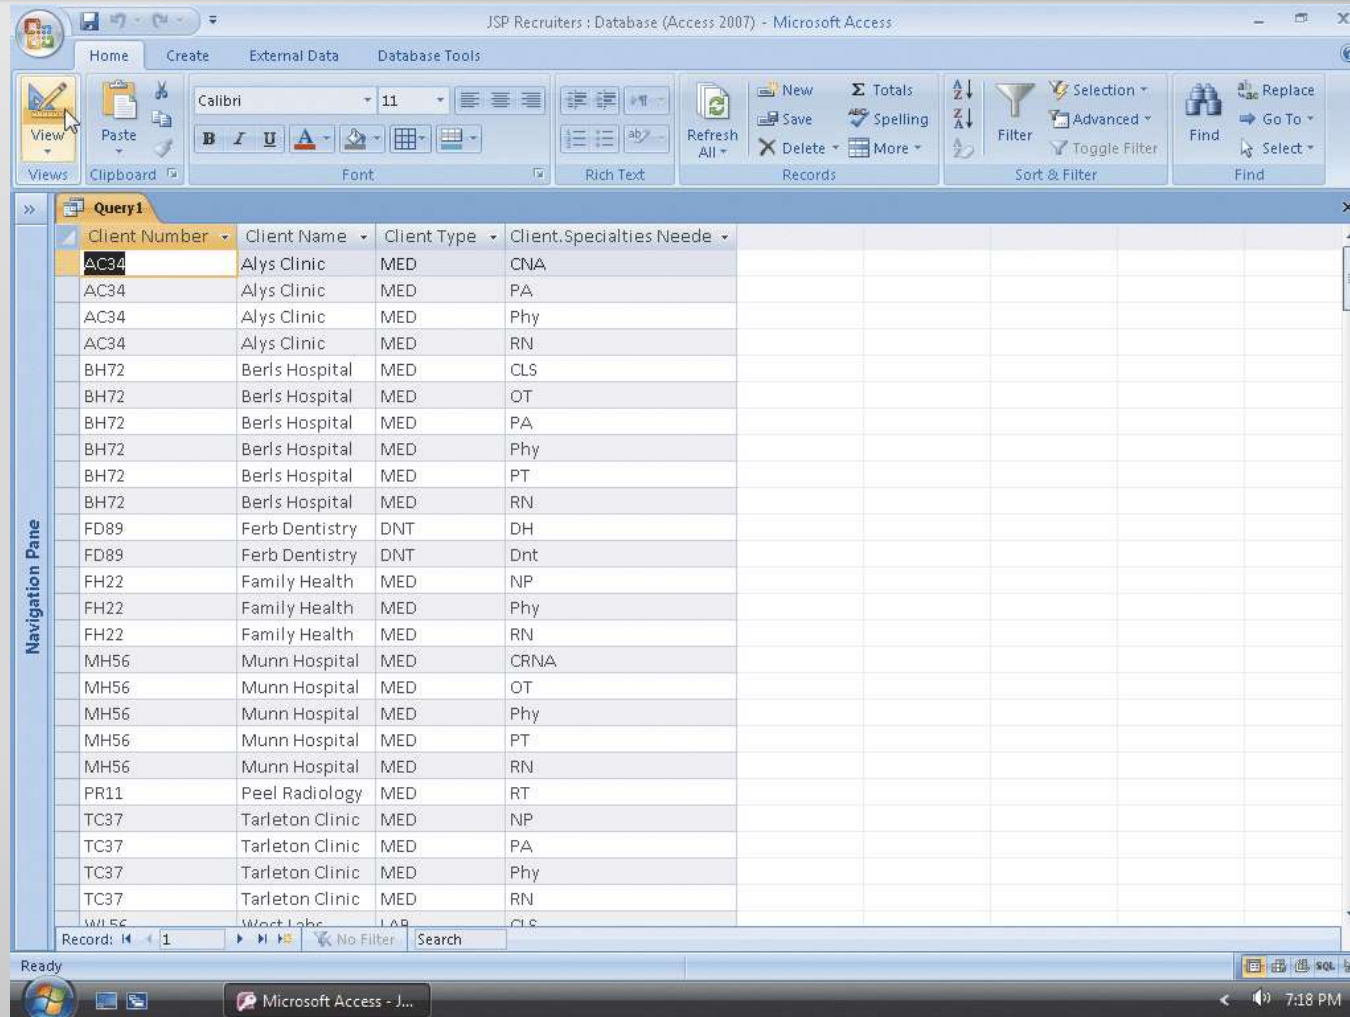 JSP Recruiters : Database (Access 2007) - Microsoft Access
Home Create External Data Database Tools
View Paste Calibri 11 Refresh All New Save Delete Totals Spelling More Filter Selection Advanced Toggle Filter Find Replace Go To Select
B I U A
Views Clipboard Font Rich Text Records Sort & Filter Find
Query1
Client Number Client Name Client Type Client.Specialties Neede
AC34 Alys Clinic MED CNA
AC34 Alys Clinic MED PA
AC34 Alys Clinic MED Phy
AC34 Alys Clinic MED RN
BH72 Berls Hospital MED CLS
BH72 Berls Hospital MED OT
BH72 Berls Hospital MED PA
BH72 Berls Hospital MED Phy
BH72 Berls Hospital MED PT
BH72 Berls Hospital MED RN
FD89 Ferb Dentistry DNT DH
FD89 Ferb Dentistry DNT Dnt
FH22 Family Health MED NP
FH22 Family Health MED Phy
FH22 Family Health MED RN
MH56 Munn Hospital MED CRNA
MH56 Munn Hospital MED OT
MH56 Munn Hospital MED Phy
MH56 Munn Hospital MED PT
MH56 Munn Hospital MED RN
PR11 Peel Radiology MED RT
TC37 Tarleton Clinic MED NP
TC37 Tarleton Clinic MED PA
TC37 Tarleton Clinic MED Phy
TC37 Tarleton Clinic MED RN
WL56 West Labs LAB CLS
Navigation Pane
Record: 1 No Filter Search
Ready SQL
Microsoft Access - J... 7:18 PM